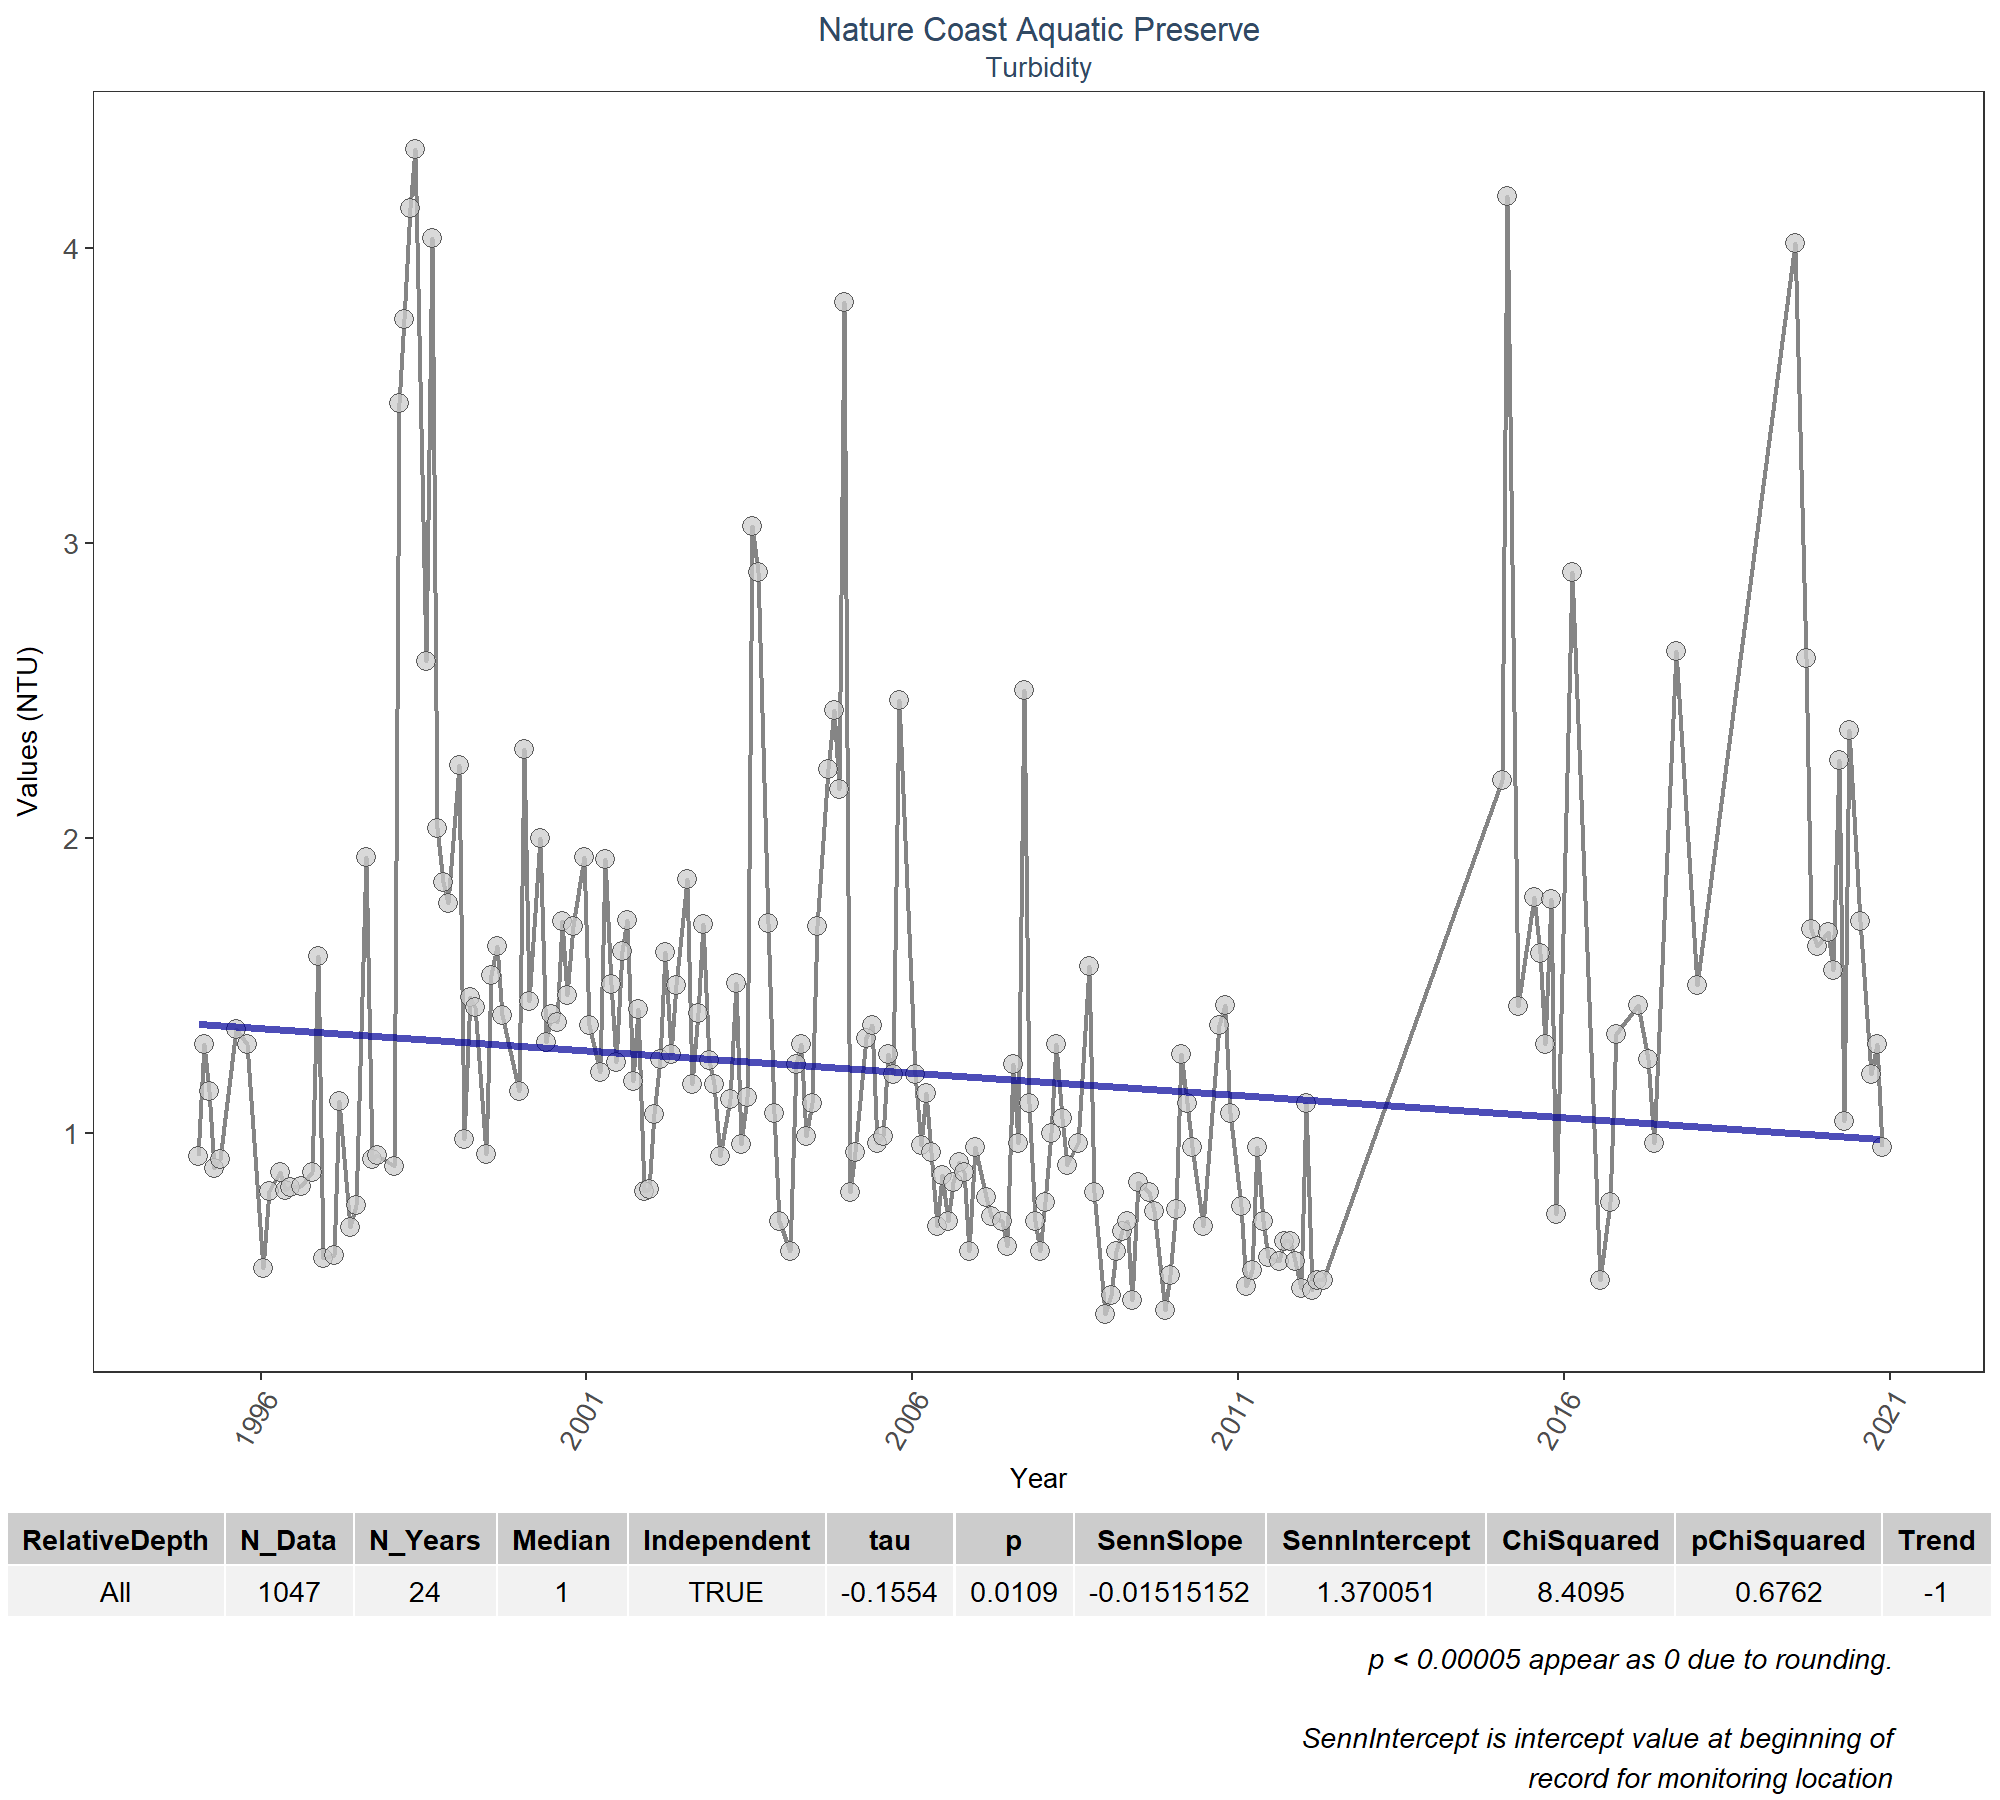 Nature Coast Aquatic Preserve
Turbidity
Values (NTU)
4
3
2
1
1996 2001 2006 2011 2016 2021
Year
RelativeDepth N_Data N_Years Median Independent tau p SennSlope SennIntercept ChiSquared pChiSquared Trend
All 1047 24 1 TRUE -0.1554 0.0109 -0.01515152 1.370051 8.4095 0.6762 -1
p < 0.00005 appear as 0 due to rounding.
SennIntercept is intercept value at beginning of
record for monitoring location